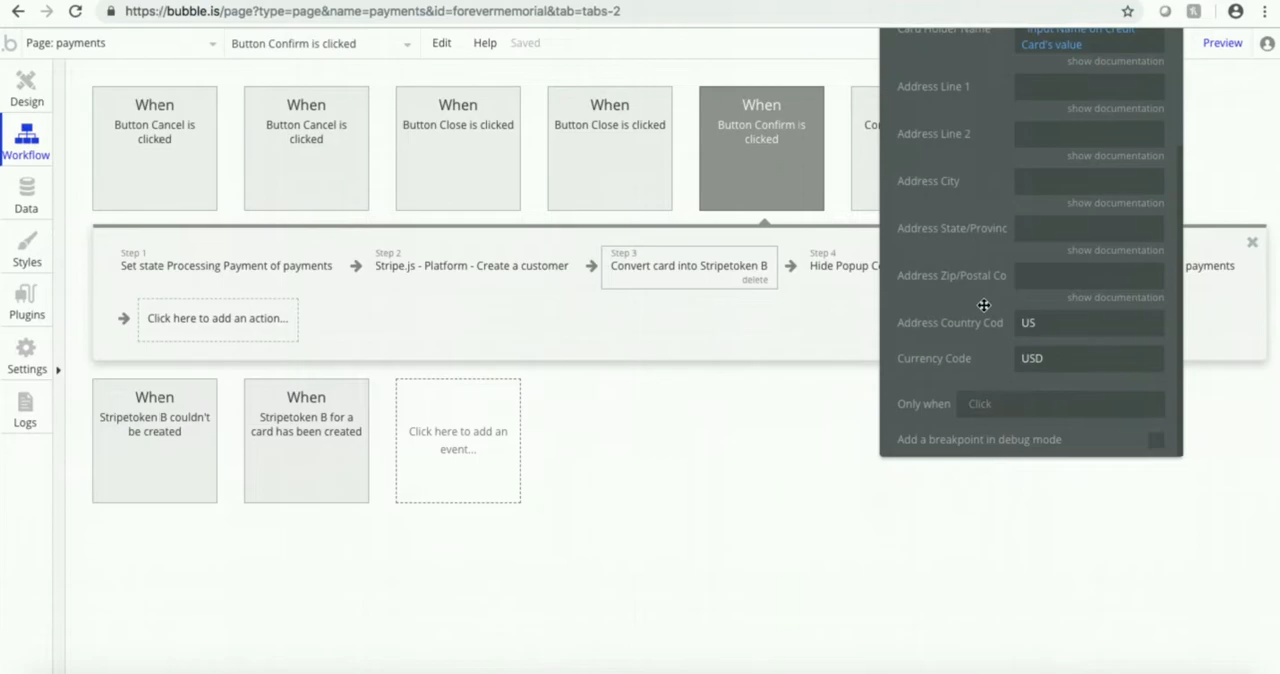 https://bubble.is/page?type=page&name=payments&id=forevermemorial&tab=tabs-2
Page: payments
Button Confirm is clicked
Edit
Help
Saved
Preview
Design
Workflow
Data
Styles
Plugins
Settings
Logs
When
Button Cancel is
clicked
When
Button Cancel is
clicked
When
Button Close is clicked
When
Button Close is clicked
When
Button Confirm is
clicked
Step 1
Set state Processing Payment of payments
Step 2
Stripe.js - Platform - Create a customer
Step 3
Convert card into Stripetoken B
delete
Step 4
Hide Popup C
payments
Click here to add an action...
When
Stripetoken B couldn't
be created
When
Stripetoken B for a
card has been created
Click here to add an
event...
Card Holder Name
Input Name on Credit
Card's value
show documentation
Address Line 1
show documentation
Address Line 2
show documentation
Address City
show documentation
Address State/Provinc
show documentation
Address Zip/Postal Co
show documentation
Address Country Cod
US
Currency Code
USD
Only when
Click
Add a breakpoint in debug mode